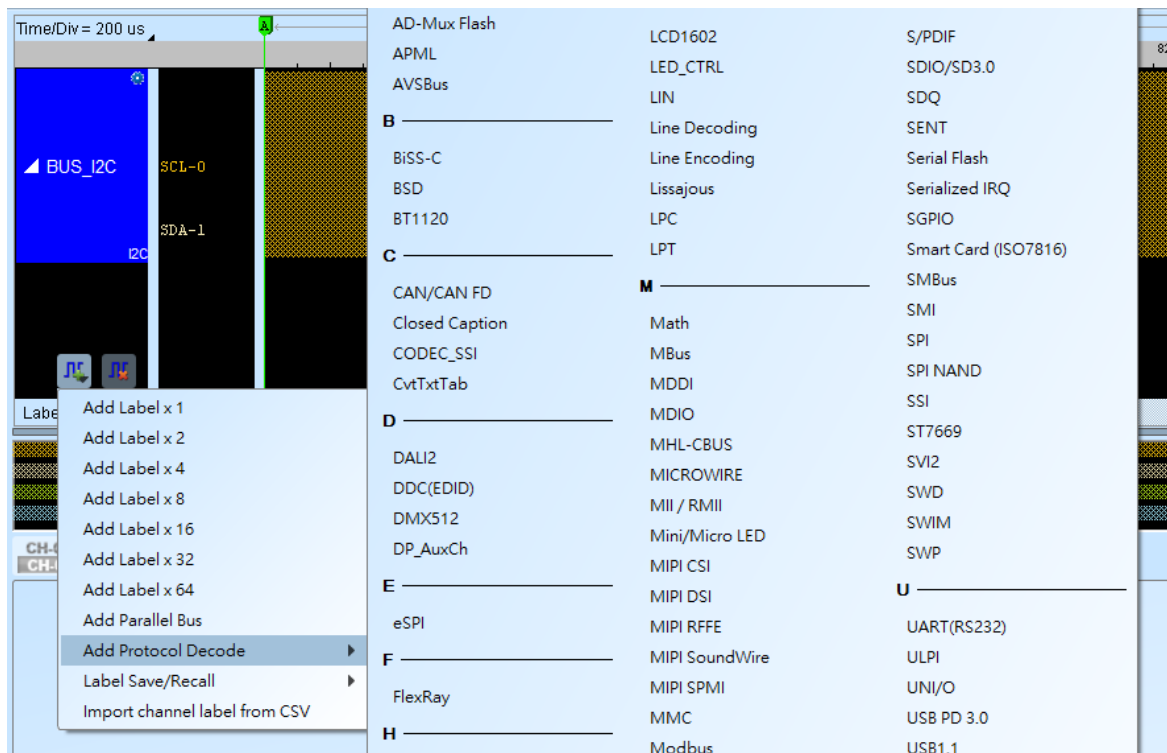 Time/Div = 200 us
A
BUS_I2C
I2C
SCL-0
SDA-1
Add Label x 1
Add Label x 2
Add Label x 4
Add Label x 8
Add Label x 16
Add Label x 32
Add Label x 64
Add Parallel Bus
Add Protocol Decode
Label Save/Recall
Import channel label from CSV
AD-Mux Flash
APML
AVSBus
B
BiSS-C
BSD
BT1120
C
CAN/CAN FD
Closed Caption
CODEC_SSI
CvtTxtTab
D
DALI2
DDC(EDID)
DMX512
DP_AuxCh
E
eSPI
F
FlexRay
H
LCD1602
LED_CTRL
LIN
Line Decoding
Line Encoding
Lissajous
LPC
LPT
M
Math
MBus
MDDI
MDIO
MHL-CBUS
MICROWIRE
MII / RMII
Mini/Micro LED
MIPI CSI
MIPI DSI
MIPI RFFE
MIPI SoundWire
MIPI SPMI
MMC
Modbus
S/PDIF
SDIO/SD3.0
SDQ
SENT
Serial Flash
Serialized IRQ
SGPIO
Smart Card (ISO7816)
SMBus
SMI
SPI
SPI NAND
SSI
ST7669
SVI2
SWD
SWIM
SWP
U
UART(RS232)
ULPI
UNI/O
USB PD 3.0
USB1.1